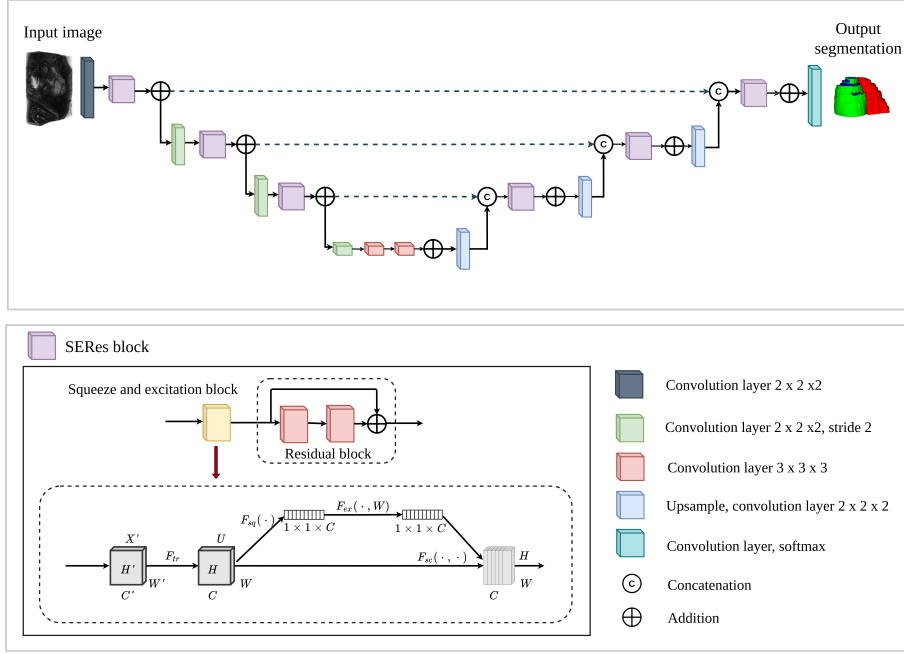 Input image
Output
segmentation
C
C
C
SERes block
Squeeze and excitation block
Residual block
F_ex(·, W)
F_sq(·)
1 × 1 × C
1 × 1 × C
X'
F_tr
U
F_sc(·, ·)
H
H'
H
W'
W
W
C'
C
C
Convolution layer 2 x 2 x2
Convolution layer 2 x 2 x2, stride 2
Convolution layer 3 x 3 x 3
Upsample, convolution layer 2 x 2 x 2
Convolution layer, softmax
C
Concatenation
Addition